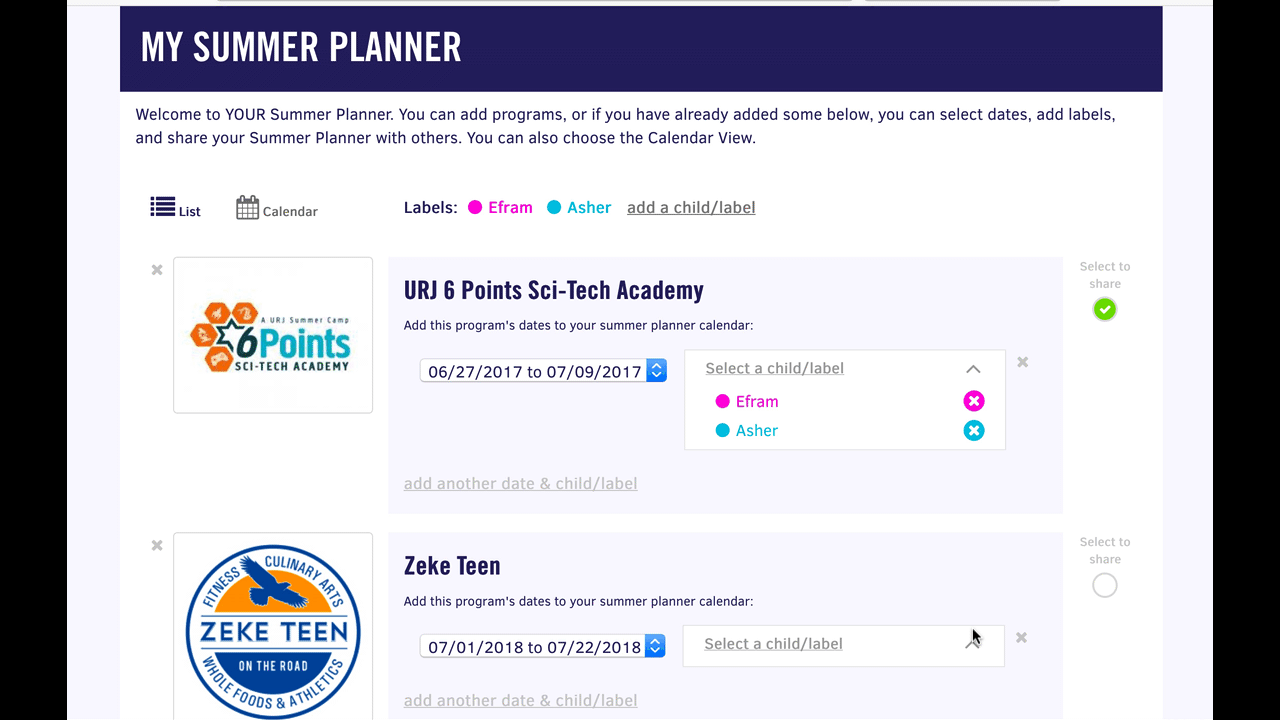 MY SUMMER PLANNER
Welcome to YOUR Summer Planner. You can add programs, or if you have already added some below, you can select dates, add labels,
and share your Summer Planner with others. You can also choose the Calendar View.
List
Calendar
Labels: Efram Asher add a child/label
A URJ Summer Camp
6Points
SCI-TECH ACADEMY
URJ 6 Points Sci-Tech Academy
Add this program's dates to your summer planner calendar:
06/27/2017 to 07/09/2017
Select a child/label
Efram
Asher
add another date & child/label
Select to
share
FITNESS CULINARY ARTS
ZEKE TEEN
ON THE ROAD
WHOLE FOODS & ATHLETICS
Zeke Teen
Add this program's dates to your summer planner calendar:
07/01/2018 to 07/22/2018
Select a child/label
add another date & child/label
Select to
share